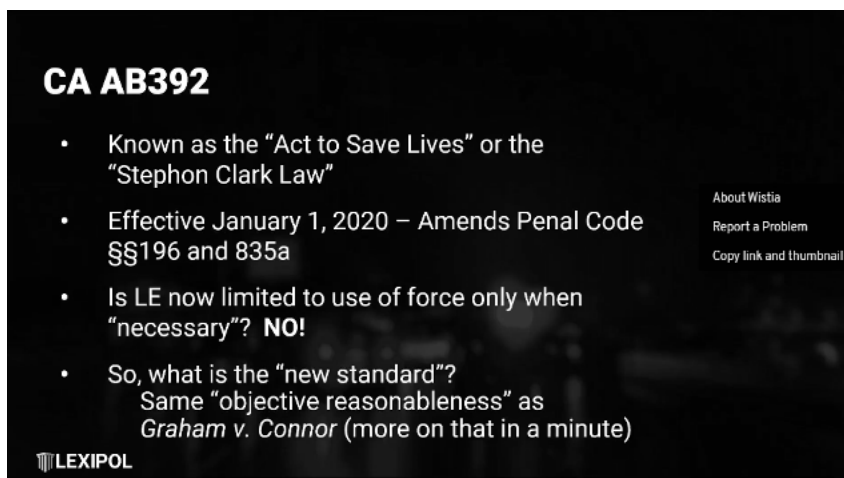 CA AB392
• Known as the “Act to Save Lives” or the
“Stephon Clark Law”
• Effective January 1, 2020 – Amends Penal Code
§§196 and 835a
• Is LE now limited to use of force only when
“necessary”? NO!
• So, what is the “new standard”?
Same “objective reasonableness” as
Graham v. Connor (more on that in a minute)
LEXIPOL
About Wistia
Report a Problem
Copy link and thumbnail